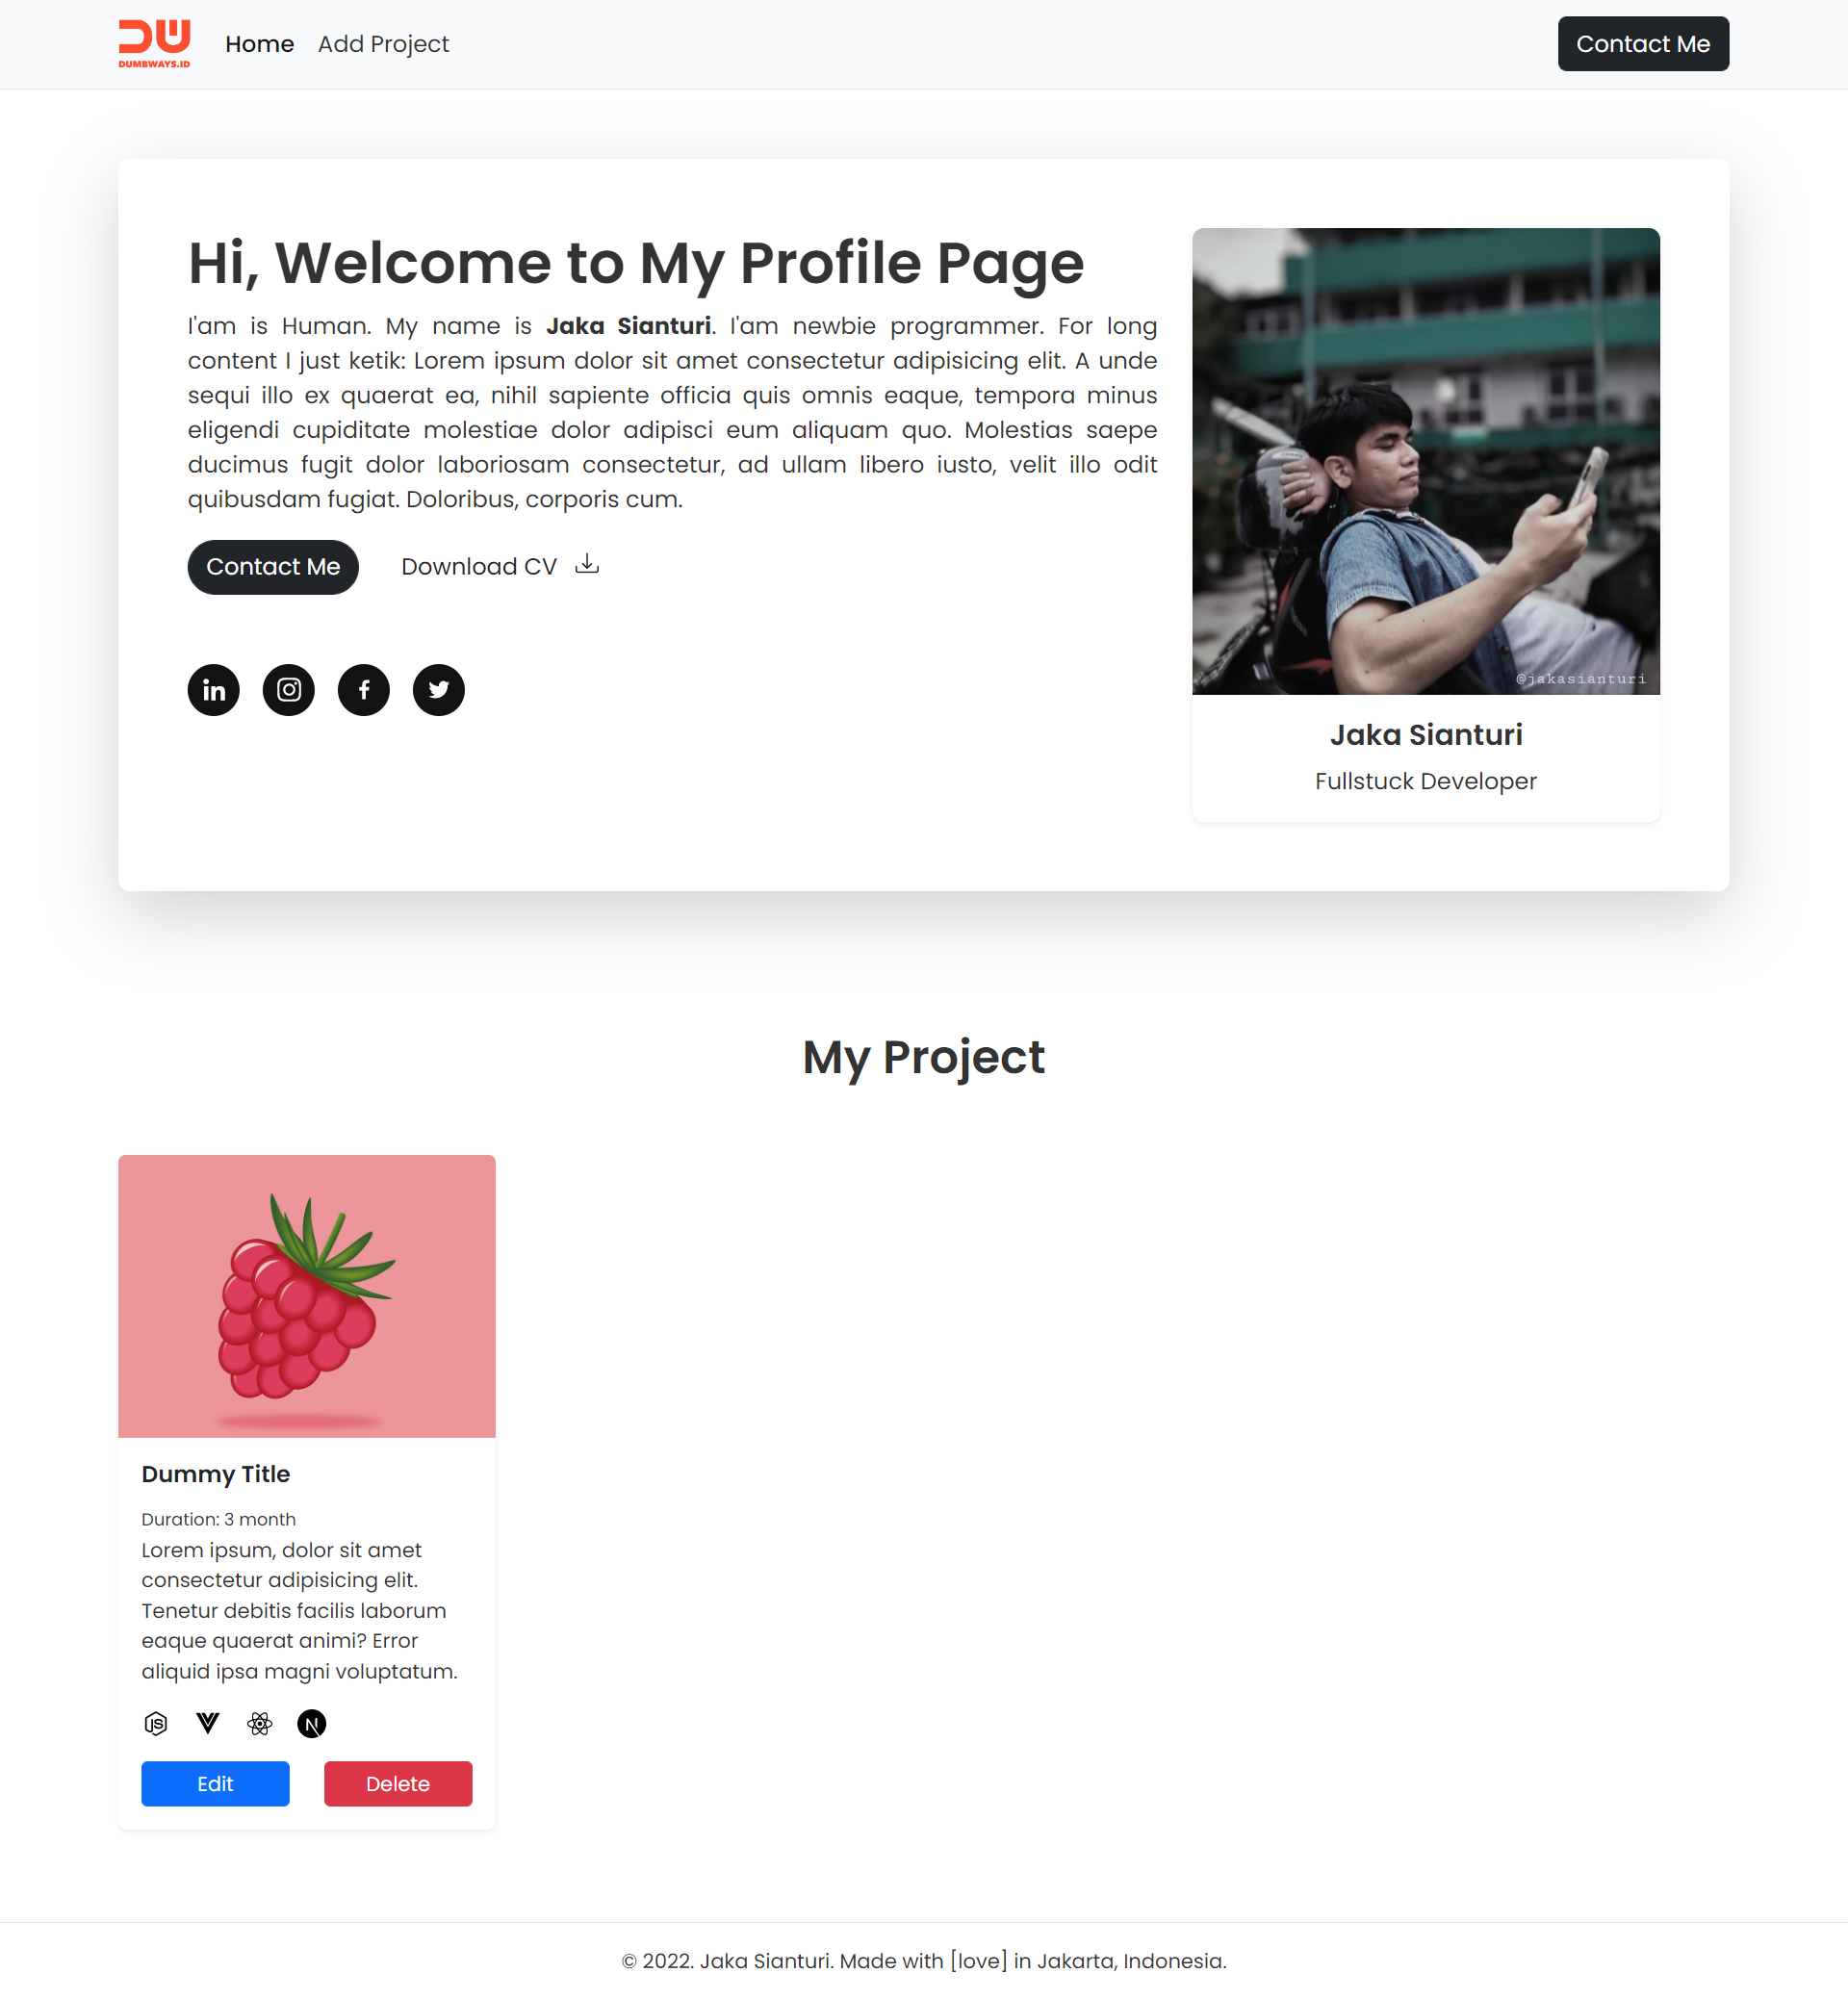 DUMBWAYS.ID
Home
Add Project
Contact Me
Hi, Welcome to My Profile Page
I'am is Human. My name is Jaka Sianturi. I'am newbie programmer. For long
content I just ketik: Lorem ipsum dolor sit amet consectetur adipisicing elit. A unde
sequi illo ex quaerat ea, nihil sapiente officia quis omnis eaque, tempora minus
eligendi cupiditate molestiae dolor adipisci eum aliquam quo. Molestias saepe
ducimus fugit dolor laboriosam consectetur, ad ullam libero iusto, velit illo odit
quibusdam fugiat. Doloribus, corporis cum.
Contact Me
Download CV
in
f
@jakasianturi
Jaka Sianturi
Fullstuck Developer
My Project
Dummy Title
Duration: 3 month
Lorem ipsum, dolor sit amet
consectetur adipisicing elit.
Tenetur debitis facilis laborum
eaque quaerat animi? Error
aliquid ipsa magni voluptatum.
JS
N
Edit
Delete
© 2022. Jaka Sianturi. Made with [love] in Jakarta, Indonesia.